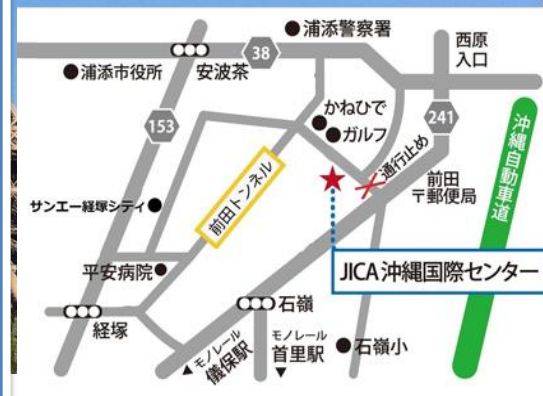 浦添警察署
38
西原
入口
浦添市役所
安波茶
かねひで
ガルフ
241
153
通行止め
沖縄自動車道
前田トンネル
前田
〒郵便局
サンエー経塚シティ
JICA沖縄国際センター
平安病院
石嶺
経塚
モノレール
儀保駅
モノレール
首里駅
石嶺小